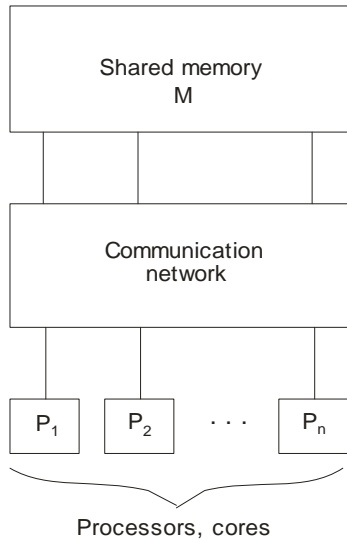 Shared memory
M
Communication
network
P₁ P₂ · · · Pₙ
Processors, cores